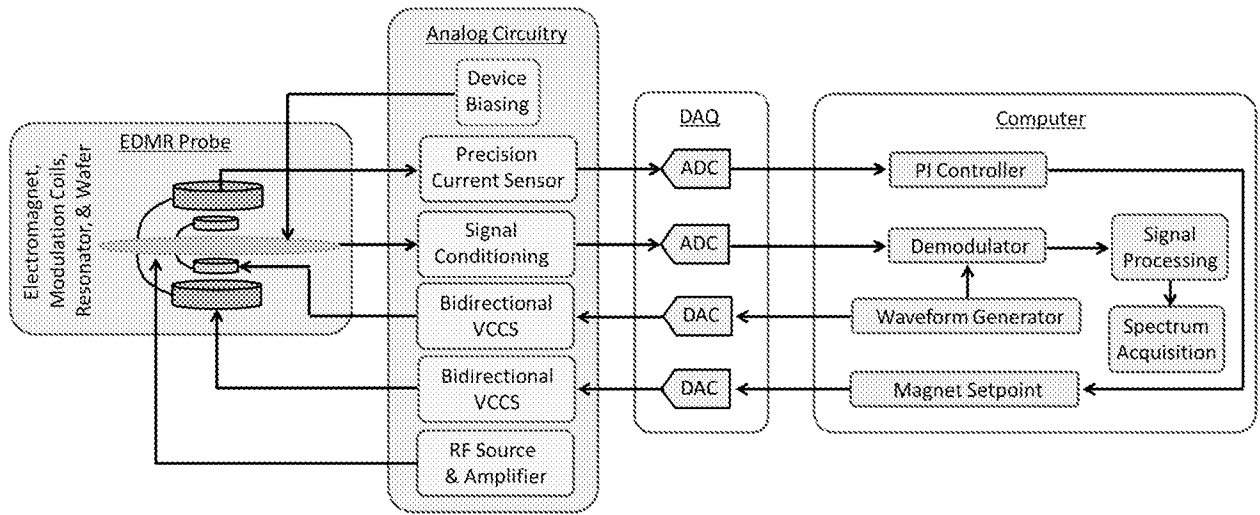 Analog Circuitry
Device
Biasing
EDMR Probe
Electromagnet,
Modulation Coils,
Resonator, & Wafer
Precision
Current Sensor
Signal
Conditioning
Bidirectional
VCCS
Bidirectional
VCCS
RF Source
& Amplifier
DAQ
ADC
ADC
DAC
DAC
Computer
PI Controller
Demodulator
Signal
Processing
Waveform Generator
Spectrum
Acquisition
Magnet Setpoint